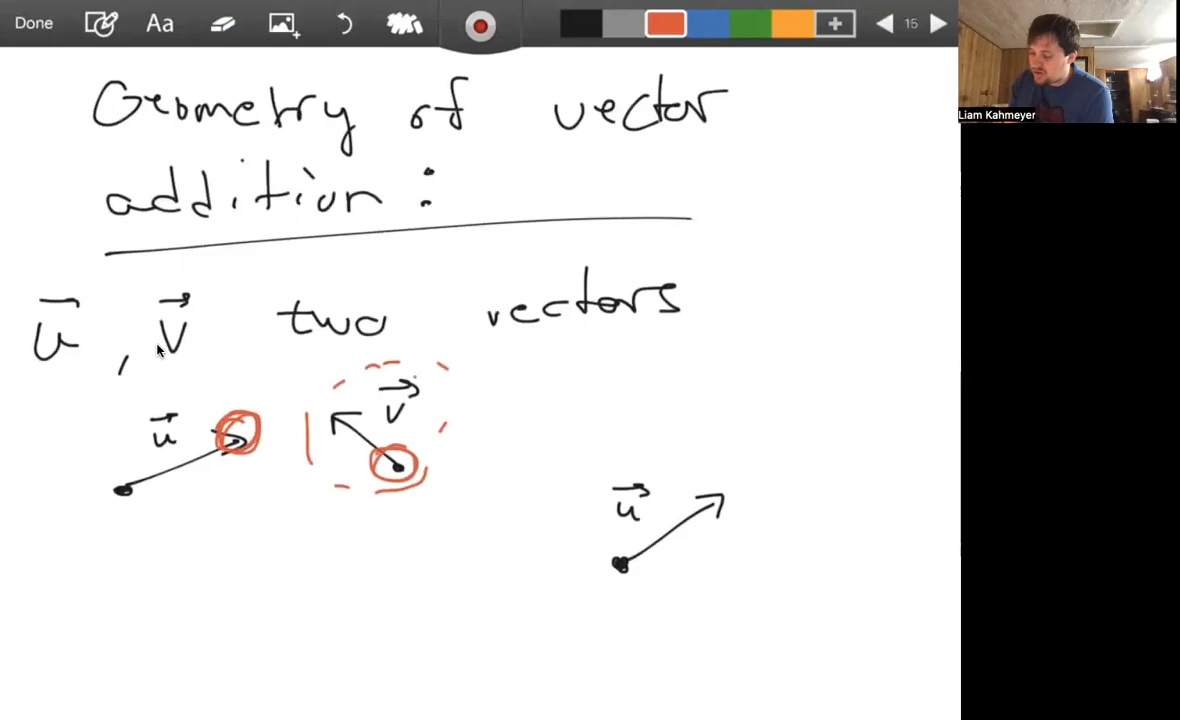 Done Aa 15
Liam Kahmeyer
Geometry of vector
addition:
u, v two vectors
u v
u